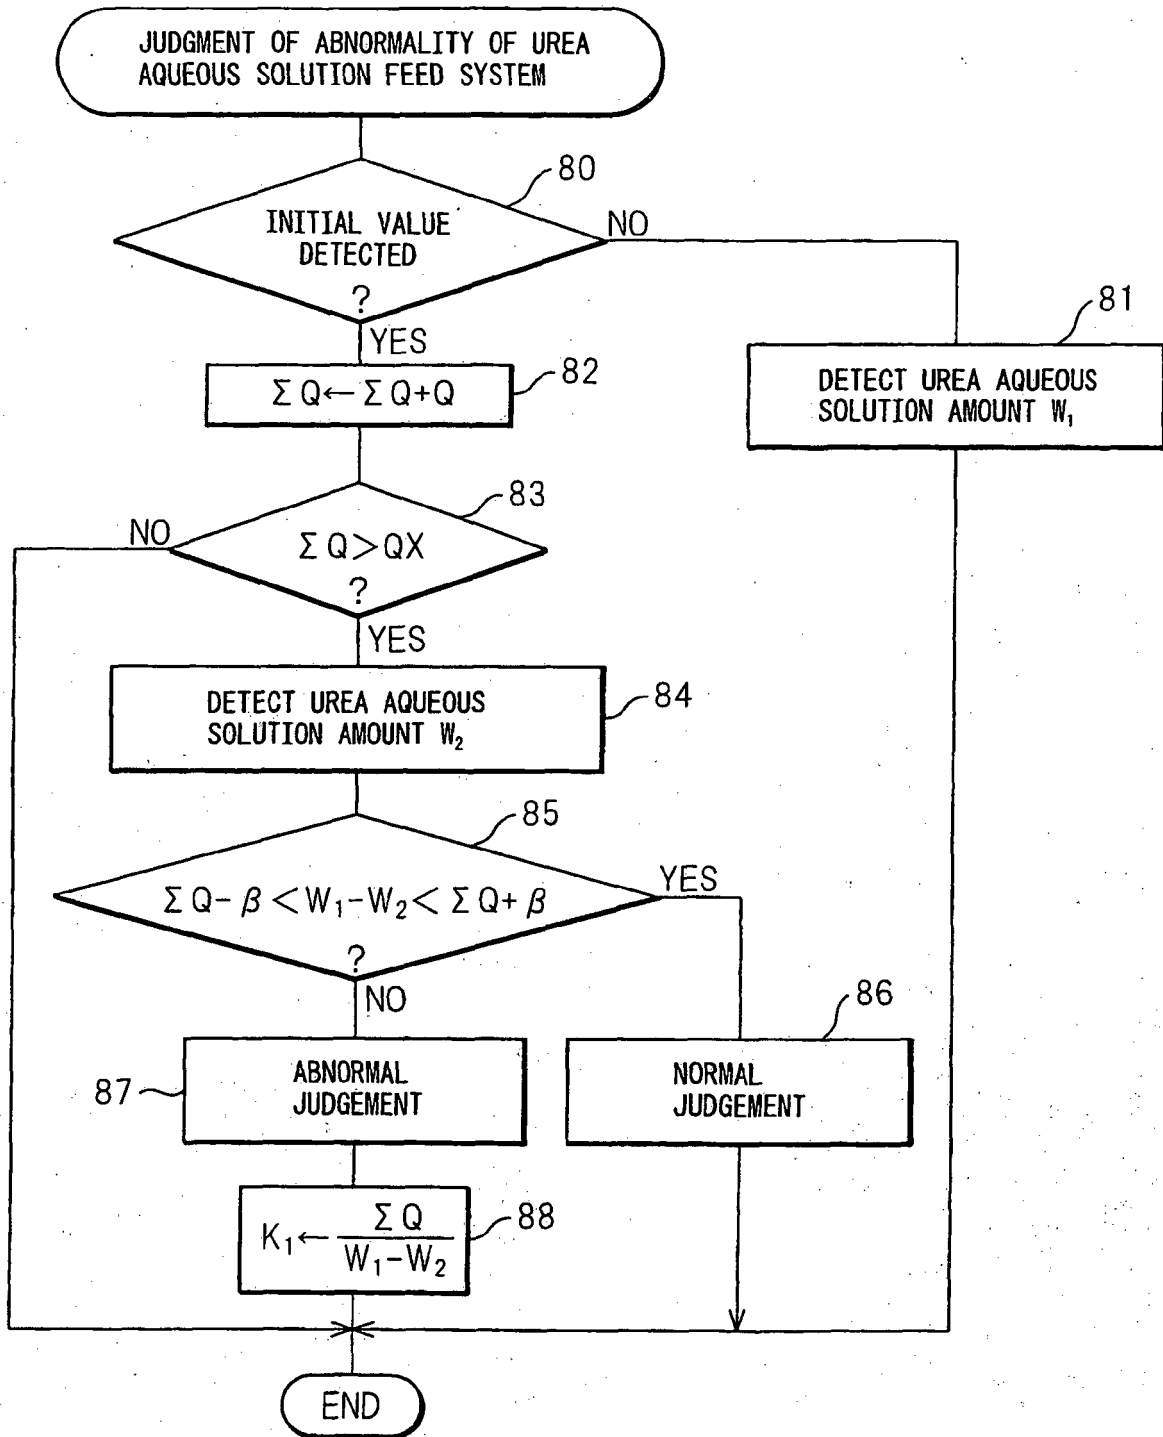 JUDGMENT OF ABNORMALITY OF UREA
AQUEOUS SOLUTION FEED SYSTEM
80
INITIAL VALUE
DETECTED
?
NO
YES
81
DETECT UREA AQUEOUS
SOLUTION AMOUNT W₁
82
ΣQ←ΣQ+Q
83
NO
ΣQ>QX
?
YES
84
DETECT UREA AQUEOUS
SOLUTION AMOUNT W₂
85
ΣQ-β<W₁-W₂<ΣQ+β
?
YES
NO
86
87
ABNORMAL
JUDGEMENT
NORMAL
JUDGEMENT
88
K₁← ΣQ / W₁-W₂
END